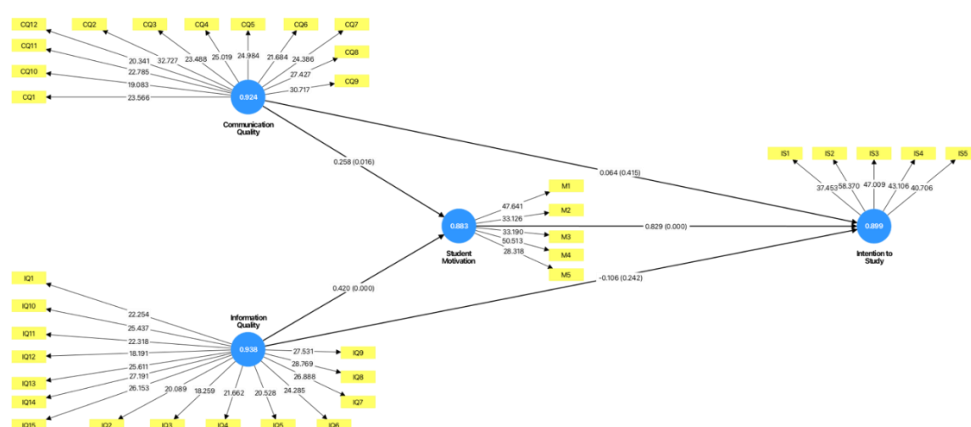 CQ12
CQ2
CQ3
CQ4
CQ5
CQ6
CQ7
CQ11
CQ8
CQ10
CQ9
CQ1
20.341
32.727
23.488
25.019
24.984
21.684
24.386
22.785
27.427
19.083
30.717
23.566
0.924
Communication
Quality
0.258 (0.016)
0.064 (0.415)
IS1
IS2
IS3
IS4
IS5
37.453
58.370
47.009
43.106
40.706
M1
M2
M3
M4
M5
47.641
33.126
33.190
50.513
28.318
0.883
Student
Motivation
0.829 (0.000)
0.899
Intention to
Study
0.420 (0.000)
-0.106 (0.242)
IQ1
IQ10
IQ11
IQ12
IQ13
IQ14
IQ15
22.254
25.437
22.318
18.191
25.611
27.191
26.153
Information
Quality
0.938
20.089
18.259
21.662
20.528
24.285
27.531
28.769
26.888
IQ9
IQ8
IQ7
IQ2
IQ3
IQ4
IQ5
IQ6